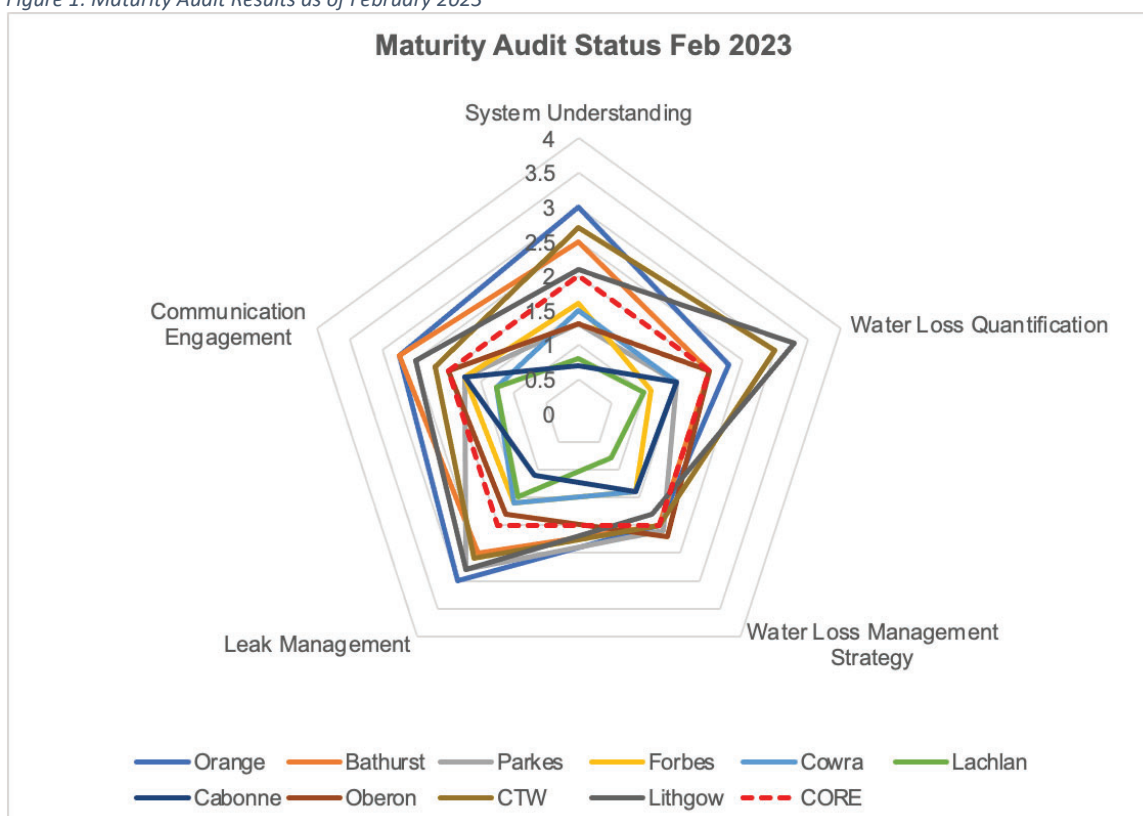 Figure 1: Maturity Audit Results as of February 2023
Maturity Audit Status Feb 2023
System Understanding
4
3.5
3
2.5
2
1.5
1
0.5
0
Communication
Engagement
Water Loss Quantification
Leak Management
Water Loss Management
Strategy
Orange
Bathurst
Parkes
Forbes
Cowra
Lachlan
Cabonne
Oberon
CTW
Lithgow
CORE